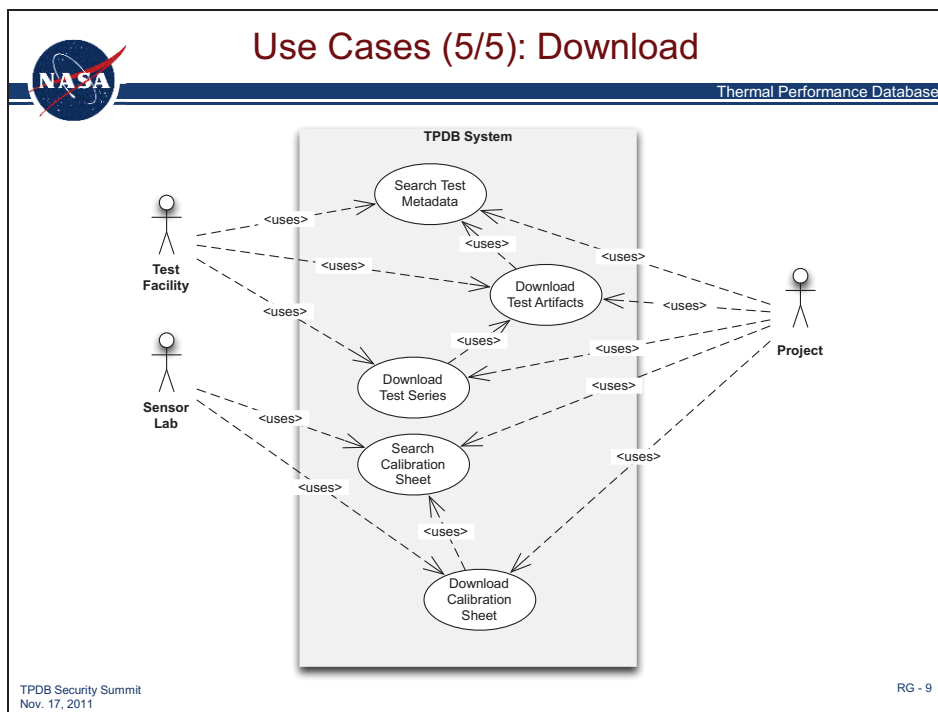 Use Cases (5/5): Download
NASA
Thermal Performance Database
TPDB System
Search Test
Metadata
<uses>
<uses>
<uses>
Test
Facility
<uses>
Download
Test Artifacts
<uses>
<uses>
<uses>
<uses>
Project
Sensor
Lab
Download
Test Series
<uses>
<uses>
<uses>
Search
Calibration
Sheet
<uses>
<uses>
<uses>
Download
Calibration
Sheet
TPDB Security Summit
Nov. 17, 2011
RG - 9